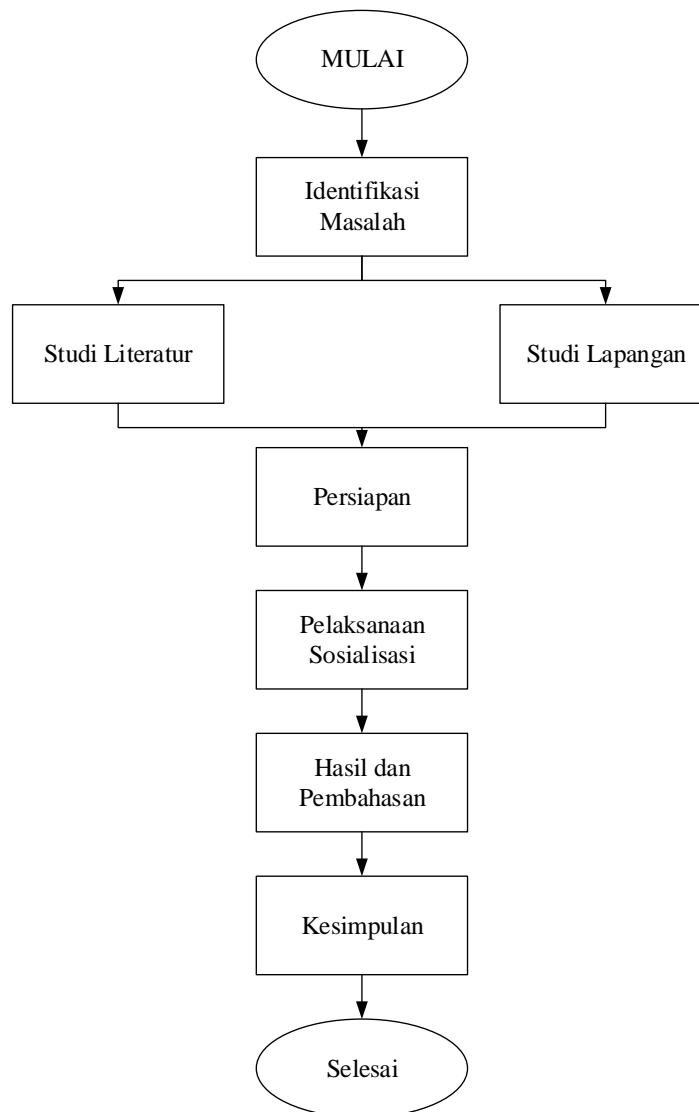 MULAI
Identifikasi
Masalah
Studi Literatur
Studi Lapangan
Persiapan
Pelaksanaan
Sosialisasi
Hasil dan
Pembahasan
Kesimpulan
Selesai